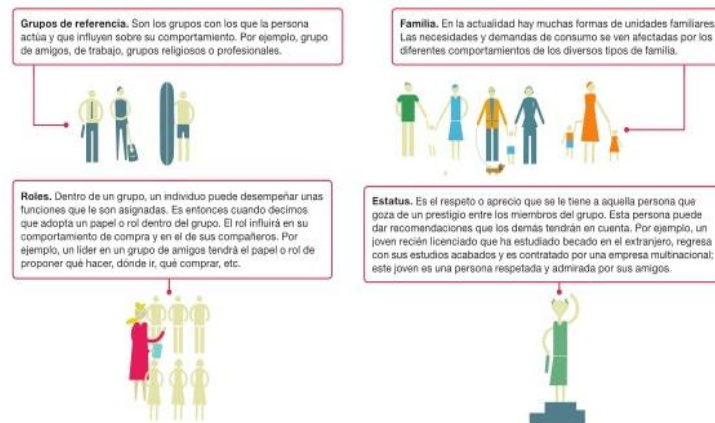 Grupos de referencia. Son los grupos con los que la persona
actúa y que influyen sobre su comportamiento. Por ejemplo, grupo
de amigos, de trabajo, grupos religiosos o profesionales.
Familia. En la actualidad hay muchas formas de unidades familiares.
Las necesidades y demandas de consumo se ven afectadas por los
diferentes comportamientos de los diversos tipos de familia.
Roles. Dentro de un grupo, un individuo puede desempeñar unas
funciones que le son asignadas. Es entonces cuando decimos
que adopta un papel o rol dentro del grupo. El rol influirá en su
comportamiento de compra y en el de sus compañeros. Por
ejemplo, un líder en un grupo de amigos tendrá el papel o rol de
proponer qué hacer, dónde ir, qué comprar, etc.
Estatus. Es el respeto o aprecio que se le tiene a aquella persona que
goza de un prestigio entre los miembros del grupo. Esta persona puede
dar recomendaciones que los demás tendrán en cuenta. Por ejemplo, un
joven recién licenciado que ha estudiado becado en el extranjero, regresa
con sus estudios acabados y es contratado por una empresa multinacional;
este joven es una persona respetada y admirada por sus amigos.